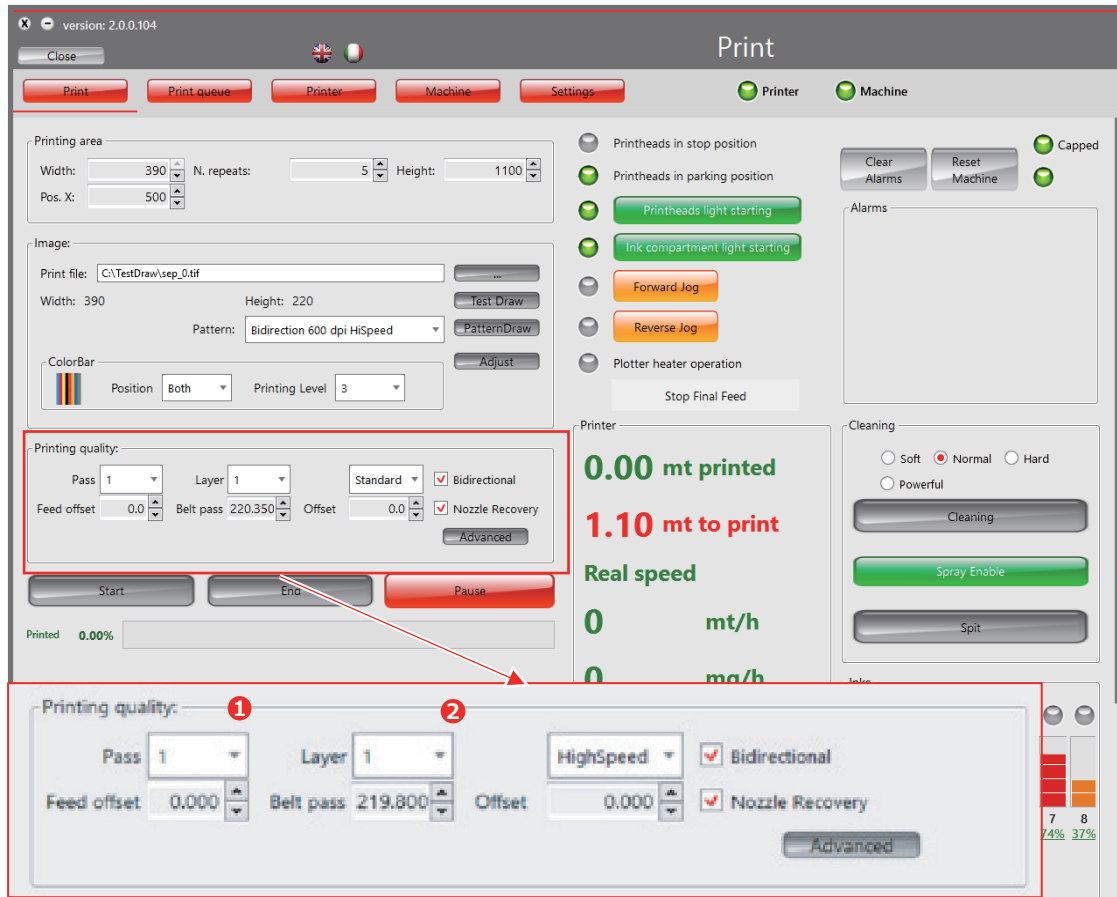 version: 2.0.0.104
Close
Print
Print
Print queue
Printer
Machine
Settings
Printer
Machine
Printing area
Width: 390 N. repeats: 5 Height: 1100
Pos. X: 500
Image:
Print file: C:\TestDraw\sep_0.tif ...
Width: 390 Height: 220 Test Draw
Pattern: Bidirection 600 dpi HiSpeed PatternDraw
Adjust
ColorBar
Position Both Printing Level 3
Printing quality:
Pass 1 Layer 1 Standard Bidirectional
Feed offset 0.0 Belt pass 220.350 Offset 0.0 Nozzle Recovery
Advanced
Start End Pause
Printed 0.00%
Printheads in stop position
Printheads in parking position
Printheads light starting
Ink compartment light starting
Forward Jog
Reverse Jog
Plotter heater operation
Stop Final Feed
Clear Alarms
Reset Machine
Capped
Alarms
Printer
0.00 mt printed
1.10 mt to print
Real speed
0 mt/h
0 mq/h
Cleaning
Soft Normal Hard
Powerful
Cleaning
Spray Enable
Spit
Inks
7 8
74% 37%
Printing quality: 1 2
Pass 1 Layer 1 HighSpeed Bidirectional
Feed offset 0.000 Belt pass 219.800 Offset 0.000 Nozzle Recovery
Advanced